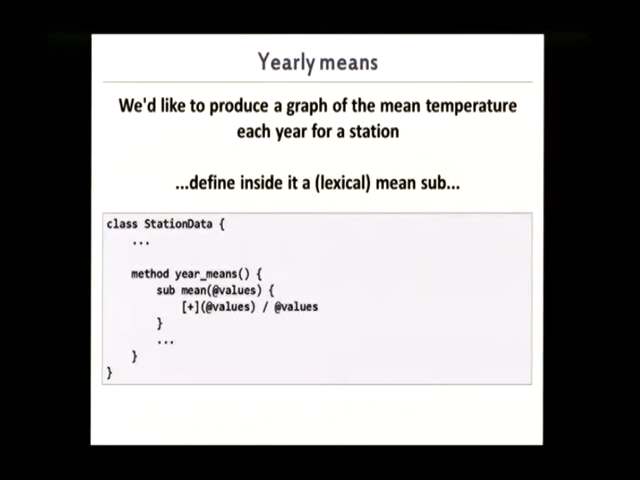 Yearly means
We'd like to produce a graph of the mean temperature
each year for a station
...define inside it a (lexical) mean sub...
class StationData {
...
method year_means() {
sub mean(@values) {
[+](@values) / @values
}
...
}
}